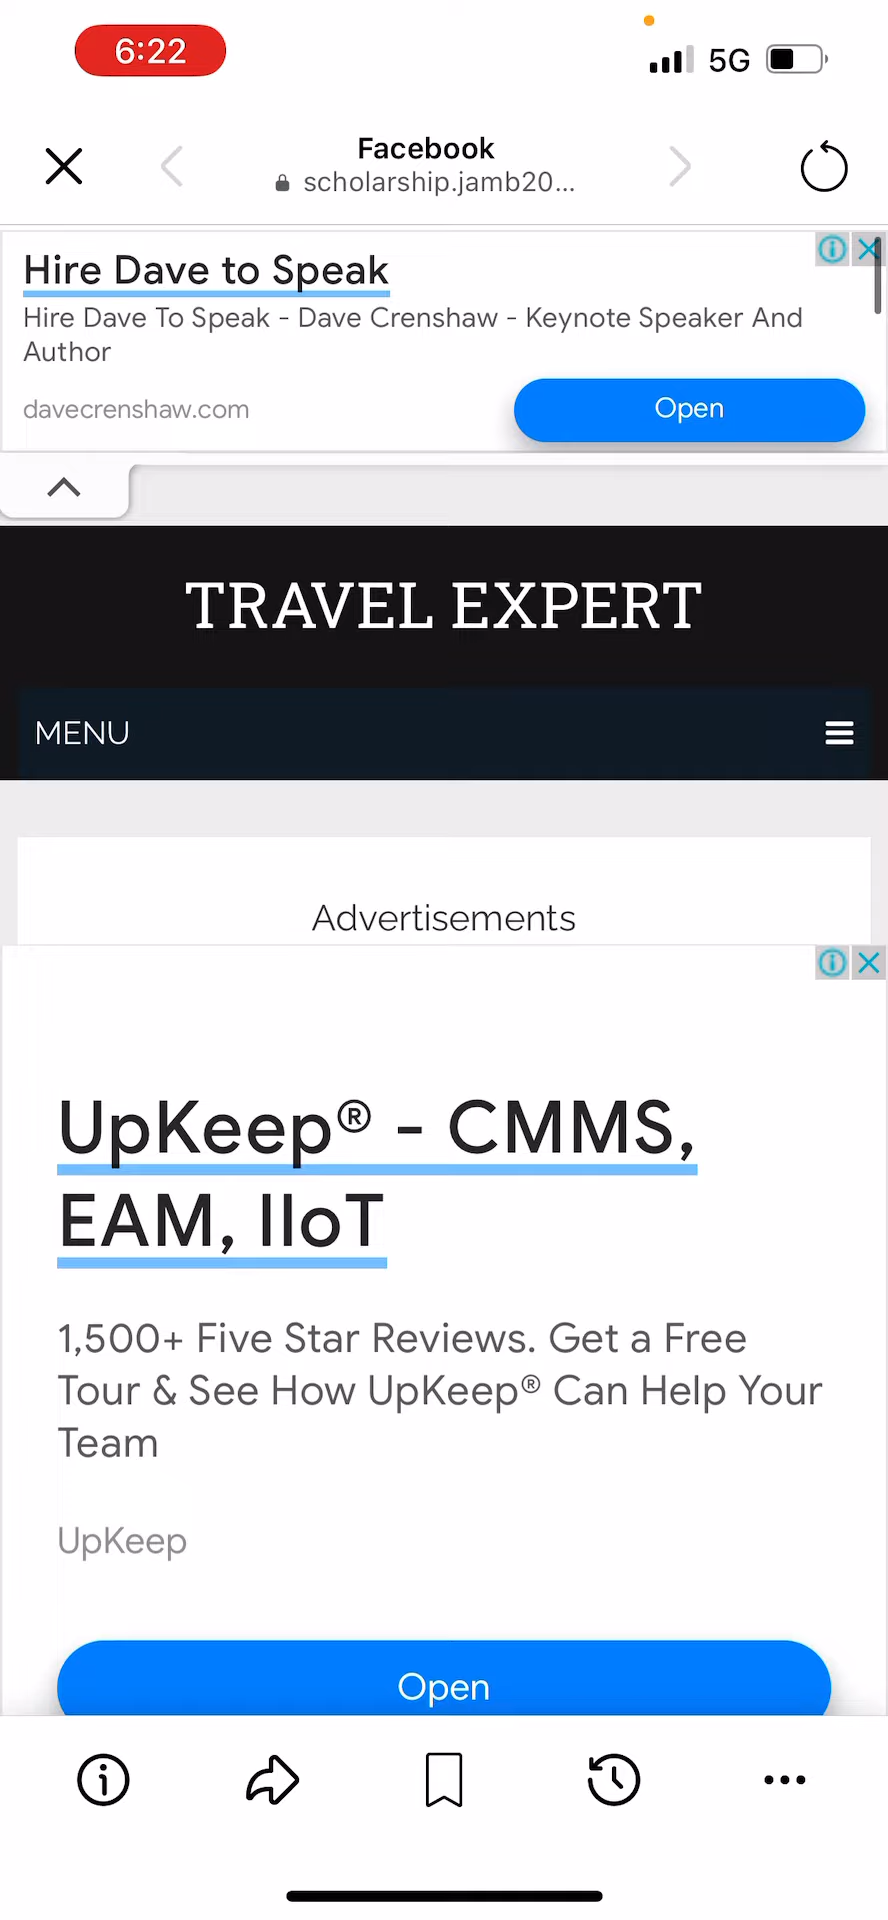 6:22
5G
Facebook
scholarship.jamb20...
Hire Dave to Speak
Hire Dave To Speak - Dave Crenshaw - Keynote Speaker And
Author
davecrenshaw.com
Open
TRAVEL EXPERT
MENU
Advertisements
UpKeep® - CMMS,
EAM, IIoT
1,500+ Five Star Reviews. Get a Free
Tour & See How UpKeep® Can Help Your
Team
UpKeep
Open